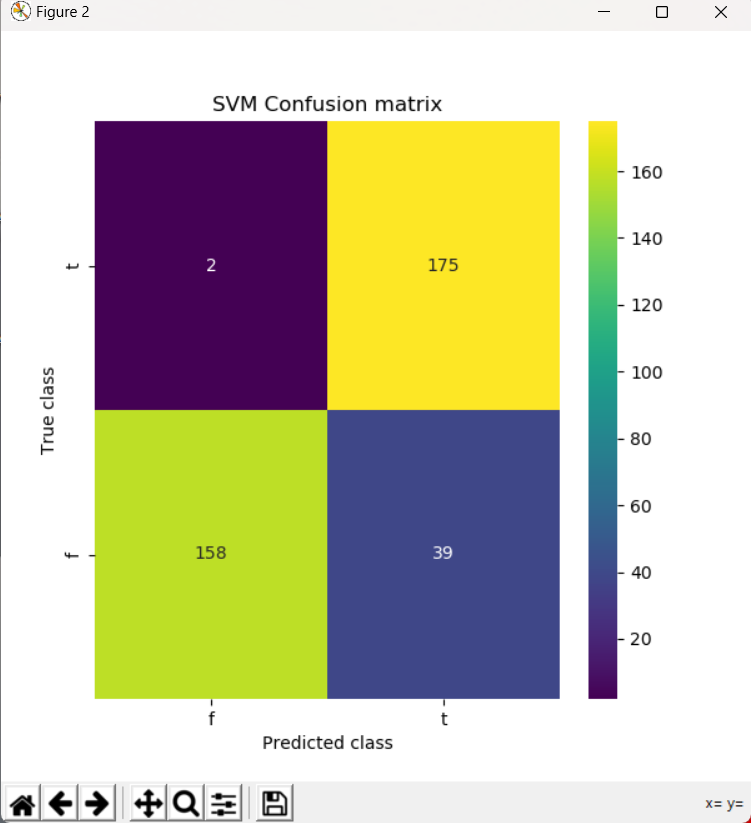 Figure 2
SVM Confusion matrix
t
2
175
True class
f
158
39
f
t
Predicted class
160
140
120
100
80
60
40
20
x= y=